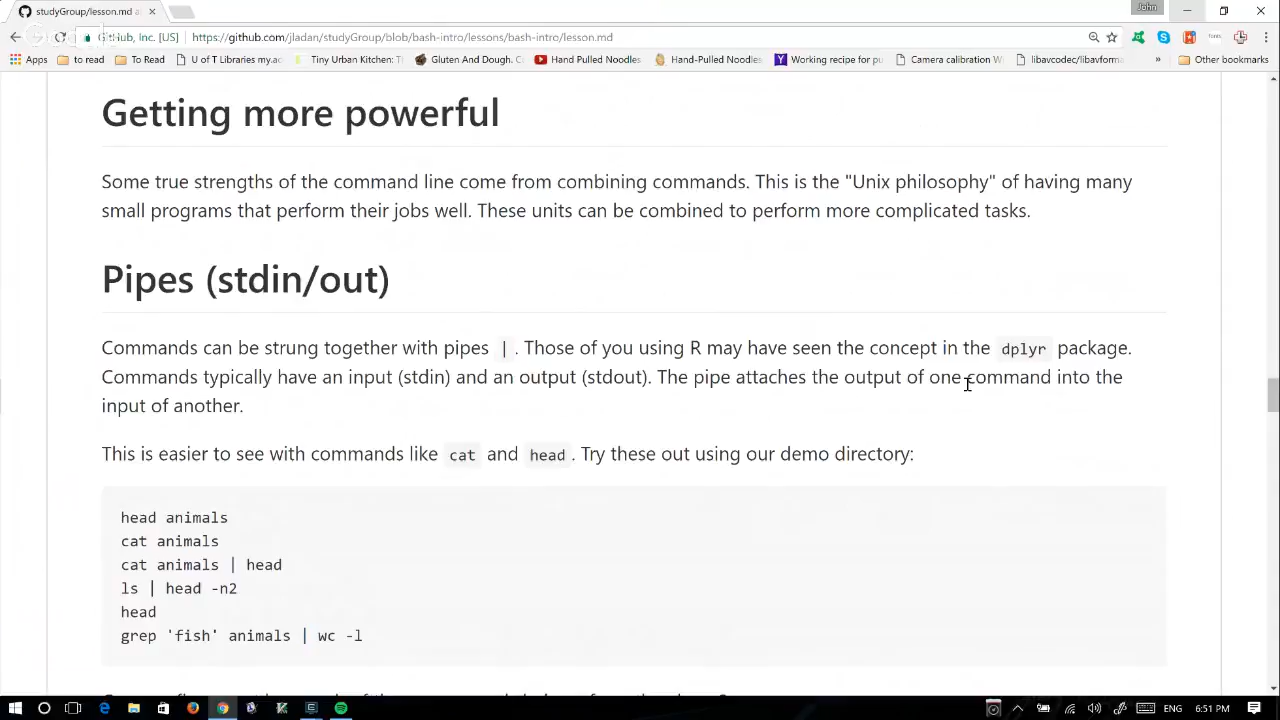 studyGroup/lesson.md at
John
GitHub, Inc. [US]
https://github.com/jladan/studyGroup/blob/bash-intro/lessons/bash-intro/lesson.md
Apps
read
To Read
U of T Libraries my.ac
Tiny Urban Kitchen:
Gluten And Dough. C
Hand Pulled Noodles
Hand-Pulled Noodles
Working recipe for pu
Camera calibration W
libavcodec/libavforma
»
Other bookmarks
Getting more powerful
Some true strengths of the command line come from combining commands. This is the "Unix philosophy" of having many
small programs that perform their jobs well. These units can be combined to perform more complicated tasks.
Pipes (stdin/out)
Commands can be strung together with pipes | . Those of you using R may have seen the concept in the dplyr package.
Commands typically have an input (stdin) and an output (stdout). The pipe attaches the output of one command into the
input of another.
This is easier to see with commands like cat and head . Try these out using our demo directory:
head animals
cat animals
cat animals | head
ls | head -n2
head
grep 'fish' animals | wc -l
ENG
6:51 PM